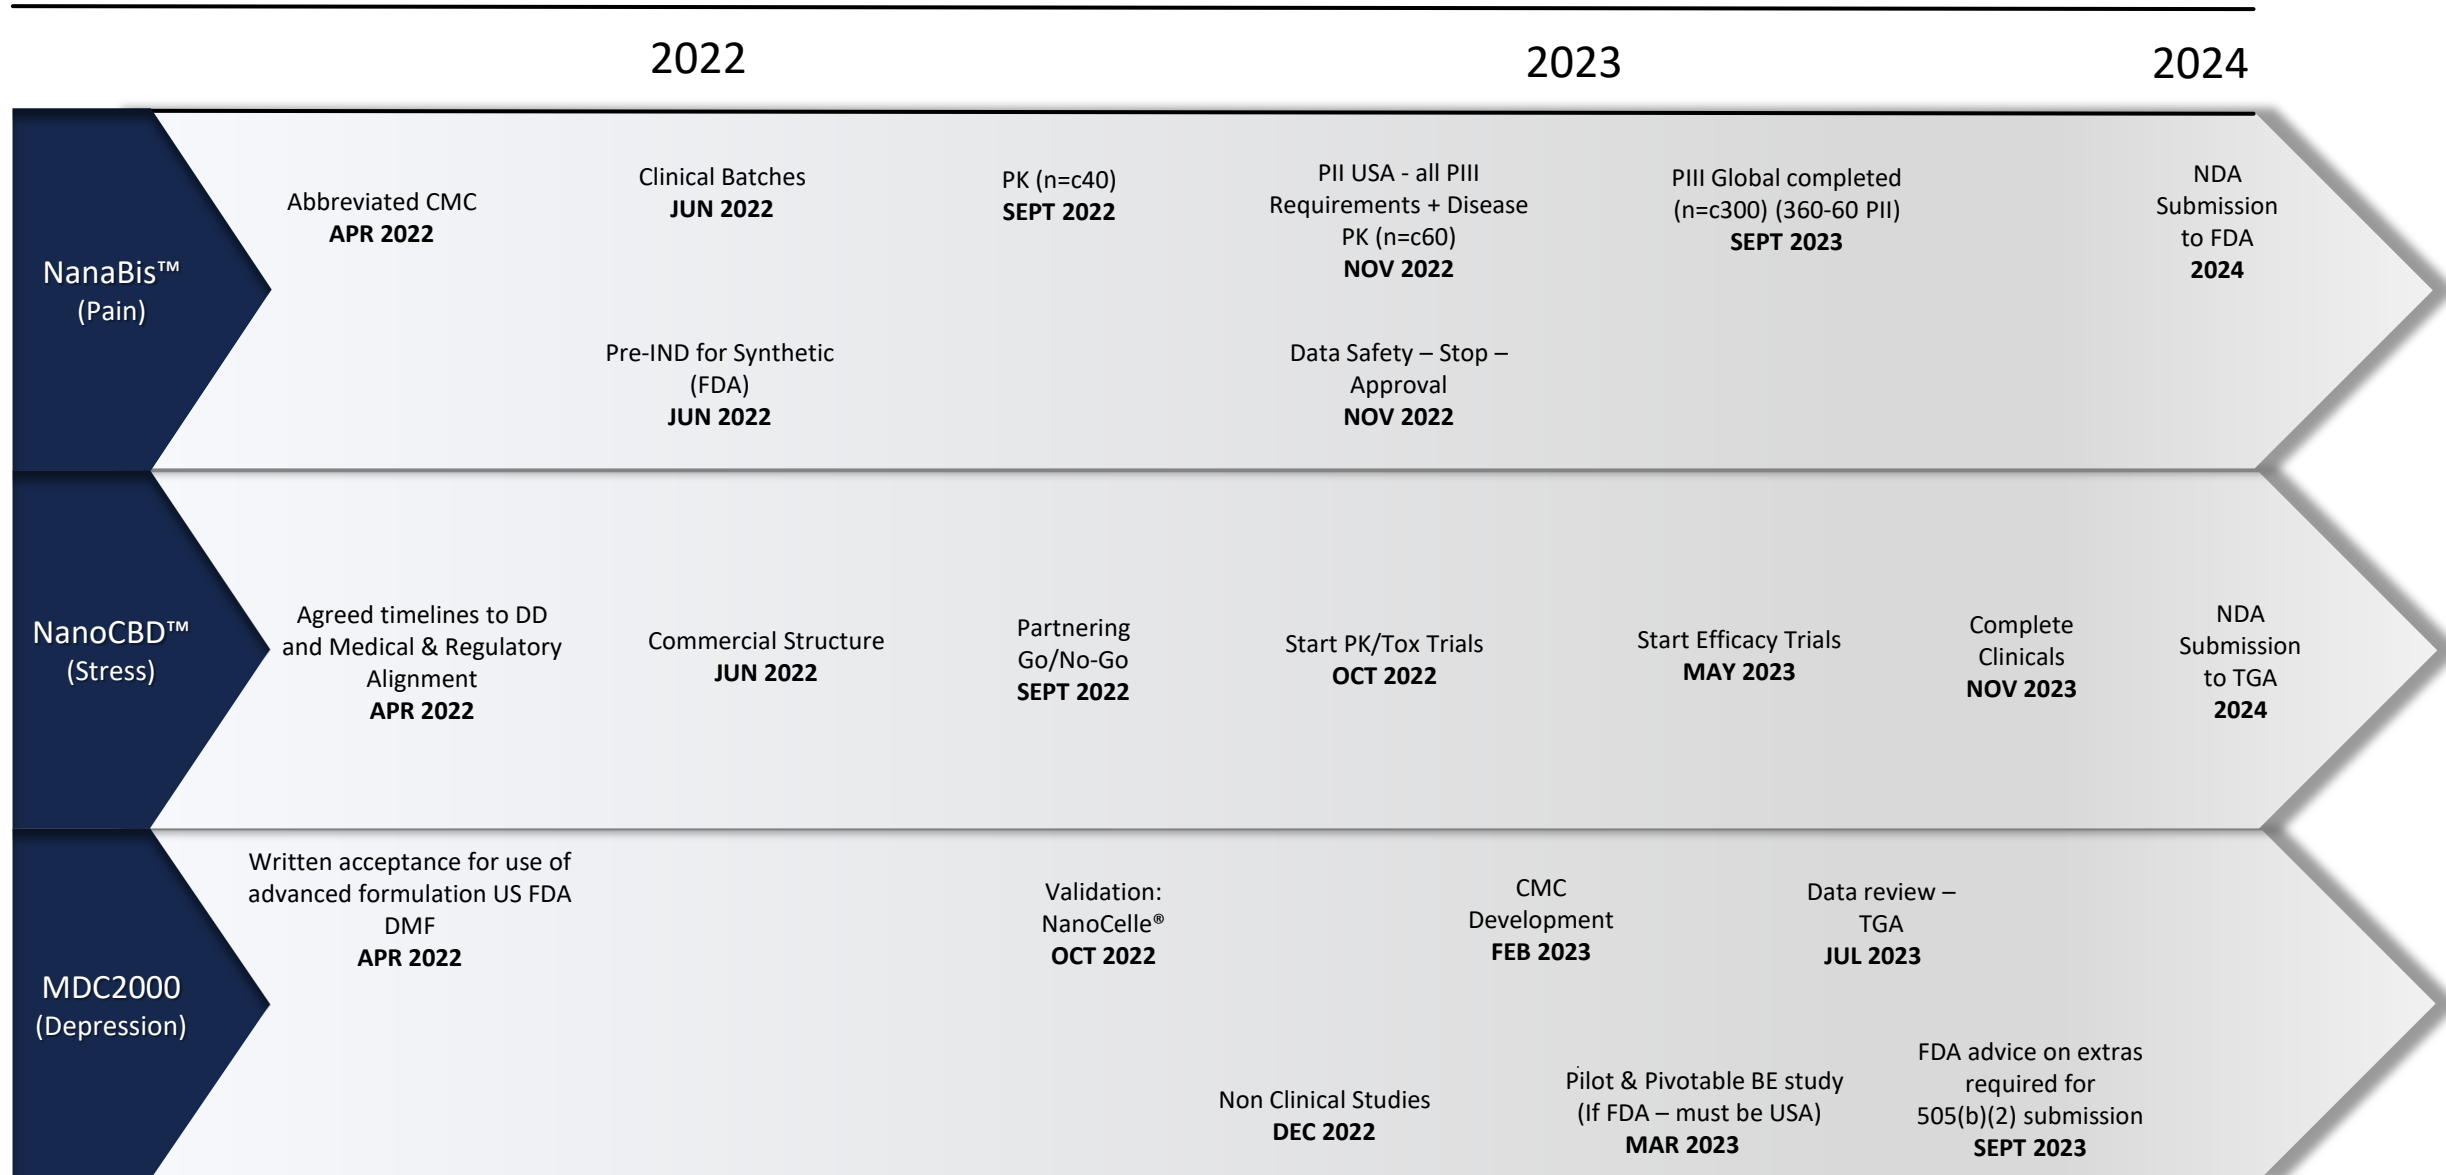 2022
2023
2024
NanaBis™
(Pain)
Abbreviated CMC
APR 2022
Clinical Batches
JUN 2022
PK (n=c40)
SEPT 2022
PII USA - all PIII
Requirements + Disease
PK (n=c60)
NOV 2022
PIII Global completed
(n=c300) (360-60 PII)
SEPT 2023
NDA
Submission
to FDA
2024
Pre-IND for Synthetic
(FDA)
JUN 2022
Data Safety – Stop –
Approval
NOV 2022
NanoCBD™
(Stress)
Agreed timelines to DD
and Medical & Regulatory
Alignment
APR 2022
Commercial Structure
JUN 2022
Partnering
Go/No-Go
SEPT 2022
Start PK/Tox Trials
OCT 2022
Start Efficacy Trials
MAY 2023
Complete
Clinicals
NOV 2023
NDA
Submission
to TGA
2024
MDC2000
(Depression)
Written acceptance for use of
advanced formulation US FDA
DMF
APR 2022
Validation:
NanoCelle®
OCT 2022
CMC
Development
FEB 2023
Data review –
TGA
JUL 2023
Non Clinical Studies
DEC 2022
Pilot & Pivotable BE study
(If FDA – must be USA)
MAR 2023
FDA advice on extras
required for
505(b)(2) submission
SEPT 2023